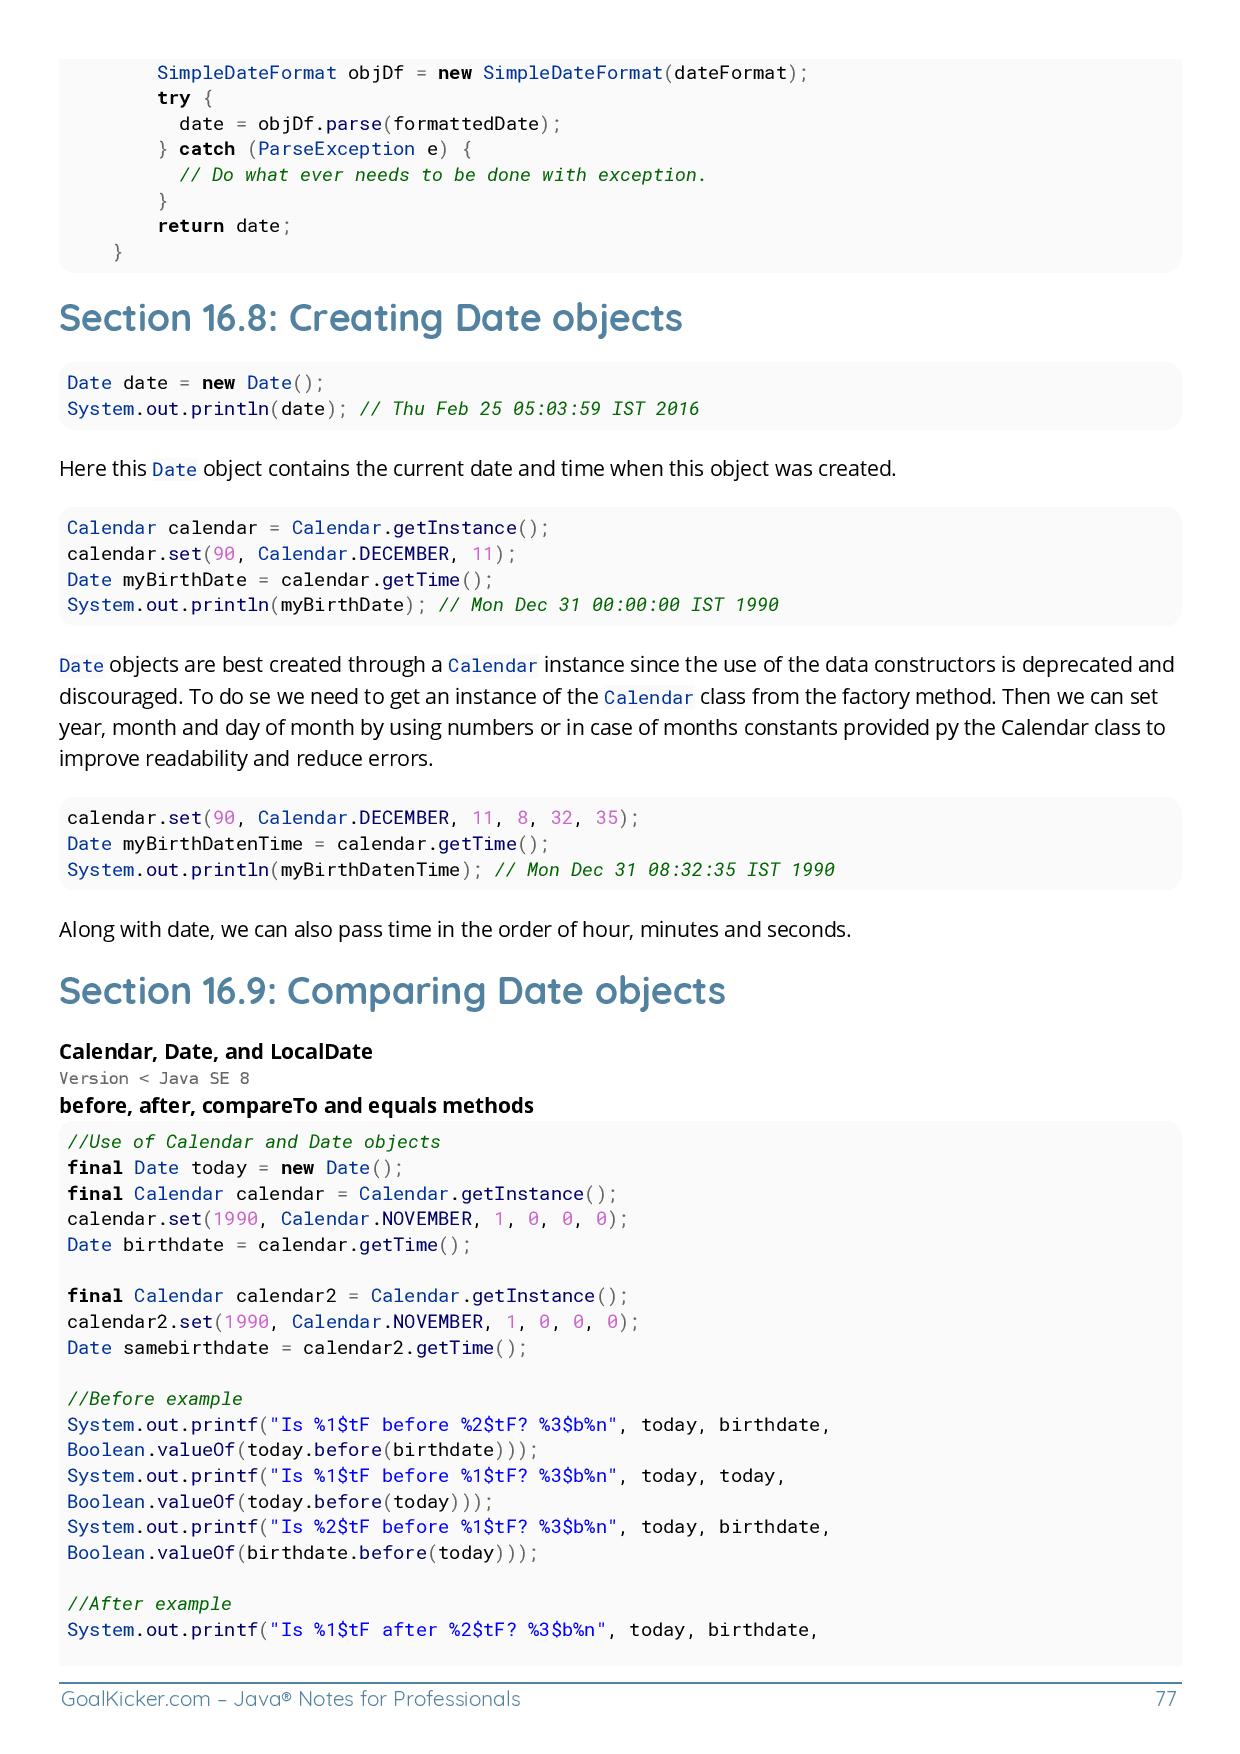 SimpleDateFormat objDf = new SimpleDateFormat(dateFormat);
try {
date = objDf.parse(formattedDate);
} catch (ParseException e) {
// Do what ever needs to be done with exception.
}
return date;
}
Section 16.8: Creating Date objects
Date date = new Date();
System.out.println(date); // Thu Feb 25 05:03:59 IST 2016
Here this Date object contains the current date and time when this object was created.
Calendar calendar = Calendar.getInstance();
calendar.set(90, Calendar.DECEMBER, 11);
Date myBirthDate = calendar.getTime();
System.out.println(myBirthDate); // Mon Dec 31 00:00:00 IST 1990
Date objects are best created through a Calendar instance since the use of the data constructors is deprecated and
discouraged. To do se we need to get an instance of the Calendar class from the factory method. Then we can set
year, month and day of month by using numbers or in case of months constants provided py the Calendar class to
improve readability and reduce errors.
calendar.set(90, Calendar.DECEMBER, 11, 8, 32, 35);
Date myBirthDatenTime = calendar.getTime();
System.out.println(myBirthDatenTime); // Mon Dec 31 08:32:35 IST 1990
Along with date, we can also pass time in the order of hour, minutes and seconds.
Section 16.9: Comparing Date objects
Calendar, Date, and LocalDate
Version < Java SE 8
before, after, compareTo and equals methods
//Use of Calendar and Date objects
final Date today = new Date();
final Calendar calendar = Calendar.getInstance();
calendar.set(1990, Calendar.NOVEMBER, 1, 0, 0, 0);
Date birthdate = calendar.getTime();
final Calendar calendar2 = Calendar.getInstance();
calendar2.set(1990, Calendar.NOVEMBER, 1, 0, 0, 0);
Date samebirthdate = calendar2.getTime();
//Before example
System.out.printf("Is %1$tF before %2$tF? %3$b%n", today, birthdate,
Boolean.valueOf(today.before(birthdate)));
System.out.printf("Is %1$tF before %1$tF? %3$b%n", today, today,
Boolean.valueOf(today.before(today)));
System.out.printf("Is %2$tF before %1$tF? %3$b%n", today, birthdate,
Boolean.valueOf(birthdate.before(today)));
//After example
System.out.printf("Is %1$tF after %2$tF? %3$b%n", today, birthdate,
GoalKicker.com – Java® Notes for Professionals 77